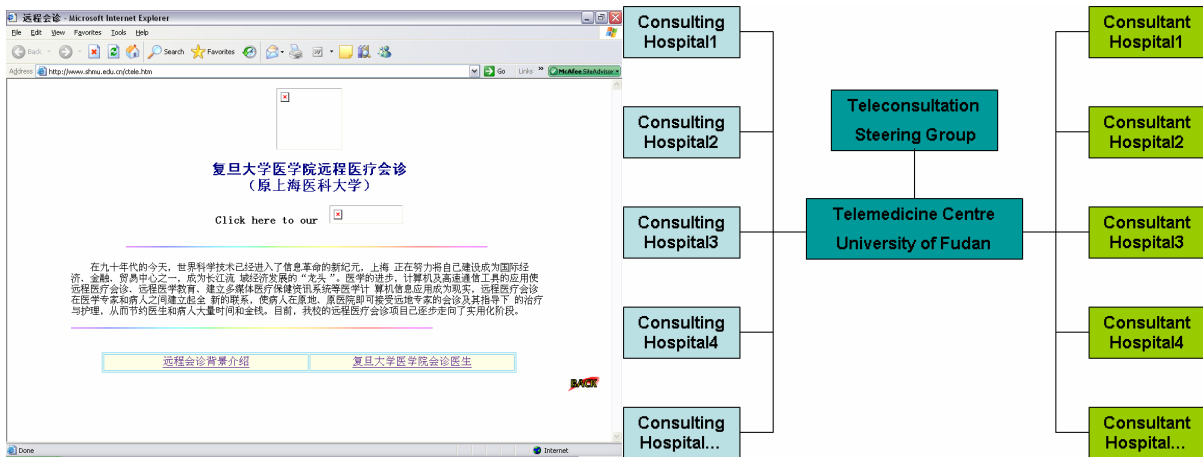 远程会诊 - Microsoft Internet Explorer
File Edit View Favorites Tools Help
Back Search Favorites
Address http://www.shmu.edu.cn/ctele.htm Go Links McAfee SiteAdvisor
复旦大学医学院远程医疗会诊
（原上海医科大学）
Click here to our
在九十年代的今天，世界科学技术已经进入了信息革命的新纪元，上海 正在努力将自己建设成为国际经
济、金融、贸易中心之一，成为长江流 域经济发展的“龙头”。医学的进步，计算机及高速通信工具的应用使
远程医疗会诊、远程医学教育、建立多媒体医疗保健资讯系统等医学计 算机信息应用成为现实，远程医疗会诊
在医学专家和病人之间建立起全 新的联系，使病人在原地、原医院即可接受远地专家的会诊及其指导下 的治疗
与护理，从而节约医生和病人大量时间和金钱。目前，我校的远程医疗会诊项目已逐步走向了实用化阶段。
远程会诊背景介绍 复旦大学医学院会诊医生
BACK
Done Internet
Consulting
Hospital1
Consulting
Hospital2
Consulting
Hospital3
Consulting
Hospital4
Consulting
Hospital...
Teleconsultation
Steering Group
Telemedicine Centre
University of Fudan
Consultant
Hospital1
Consultant
Hospital2
Consultant
Hospital3
Consultant
Hospital4
Consultant
Hospital...